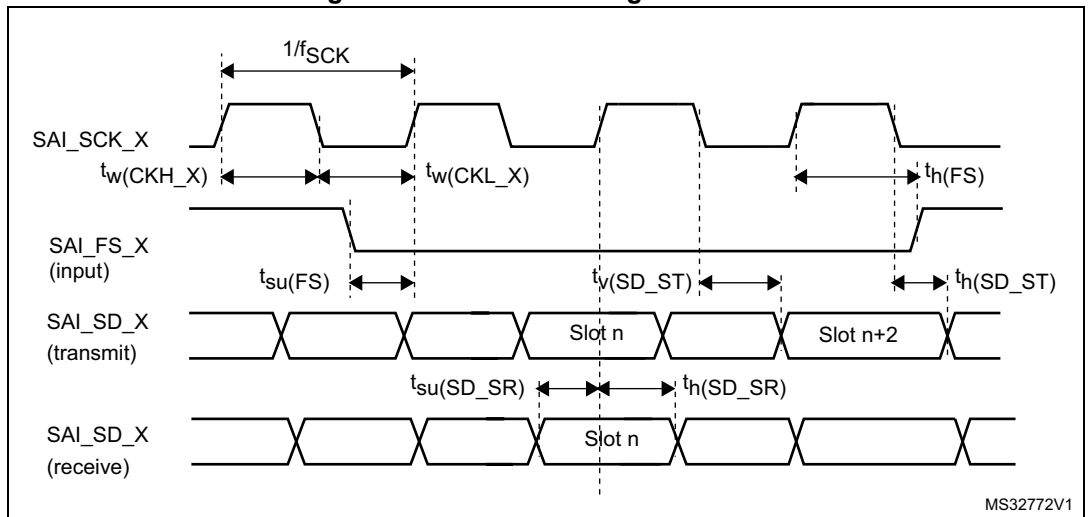 1/fSCK
SAI_SCK_X
tw(CKH_X)
tw(CKL_X)
th(FS)
SAI_FS_X
(input)
tsu(FS)
tv(SD_ST)
th(SD_ST)
SAI_SD_X
(transmit)
Slot n
Slot n+2
tsu(SD_SR)
th(SD_SR)
SAI_SD_X
(receive)
Slot n
MS32772V1